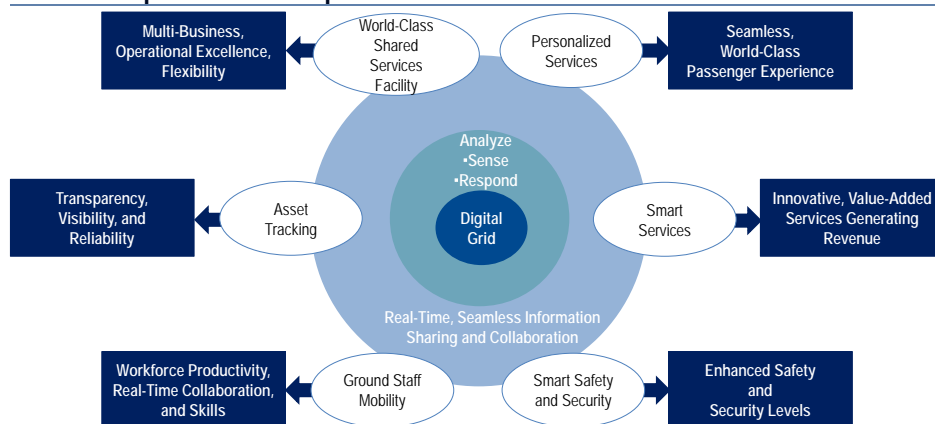 Multi-Business,
Operational Excellence,
Flexibility
World-Class
Shared
Services
Facility
Personalized
Services
Seamless,
World-Class
Passenger Experience
Analyze
•Sense
•Respond
Transparency,
Visibility, and
Reliability
Asset
Tracking
Digital
Grid
Smart
Services
Innovative, Value-Added
Services Generating
Revenue
Real-Time, Seamless Information
Sharing and Collaboration
Workforce Productivity,
Real-Time Collaboration,
and Skills
Ground Staff
Mobility
Smart Safety
and Security
Enhanced Safety
and
Security Levels